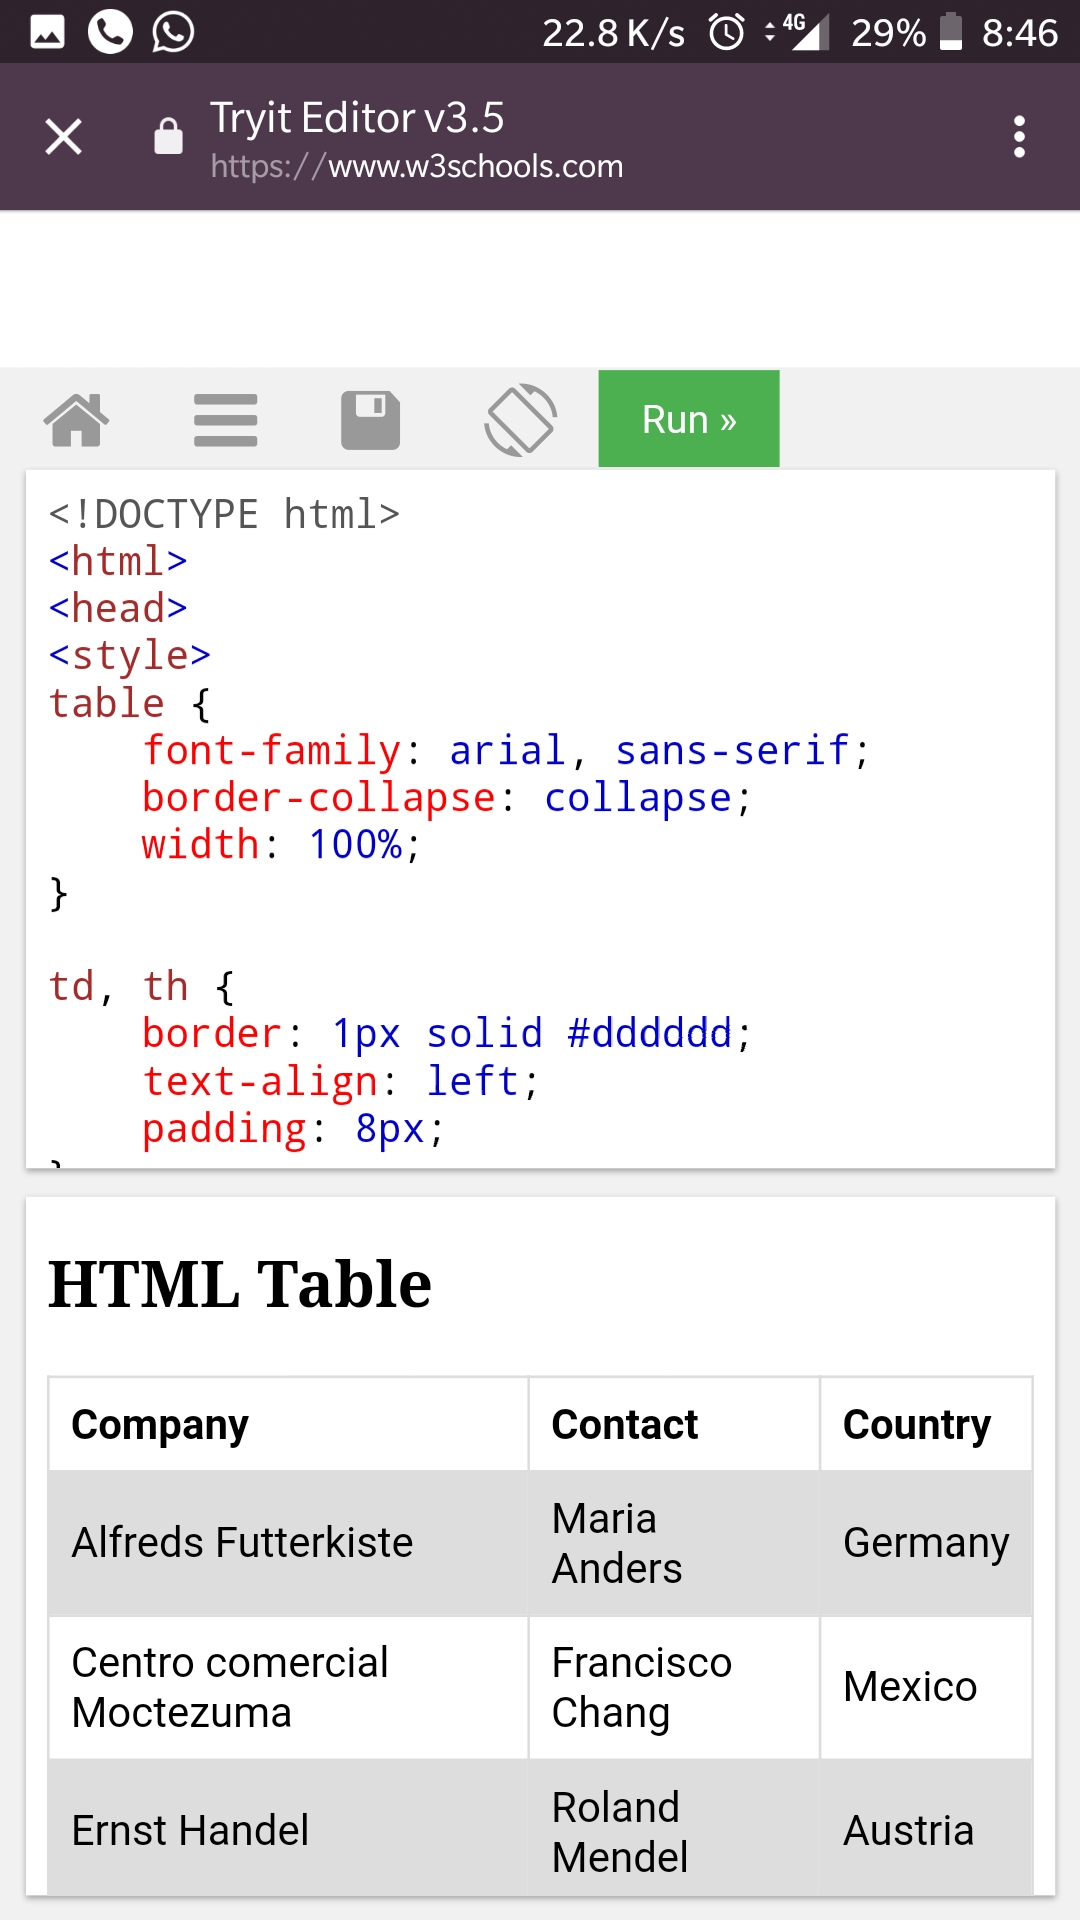 22.8 K/s 4G 29% 8:46
Tryit Editor v3.5
https://www.w3schools.com
Run »
<!DOCTYPE html>
<html>
<head>
<style>
table {
    font-family: arial, sans-serif;
    border-collapse: collapse;
    width: 100%;
}

td, th {
    border: 1px solid #dddddd;
    text-align: left;
    padding: 8px;
HTML Table
Company Contact Country
Alfreds Futterkiste Maria Anders Germany
Centro comercial Moctezuma Francisco Chang Mexico
Ernst Handel Roland Mendel Austria